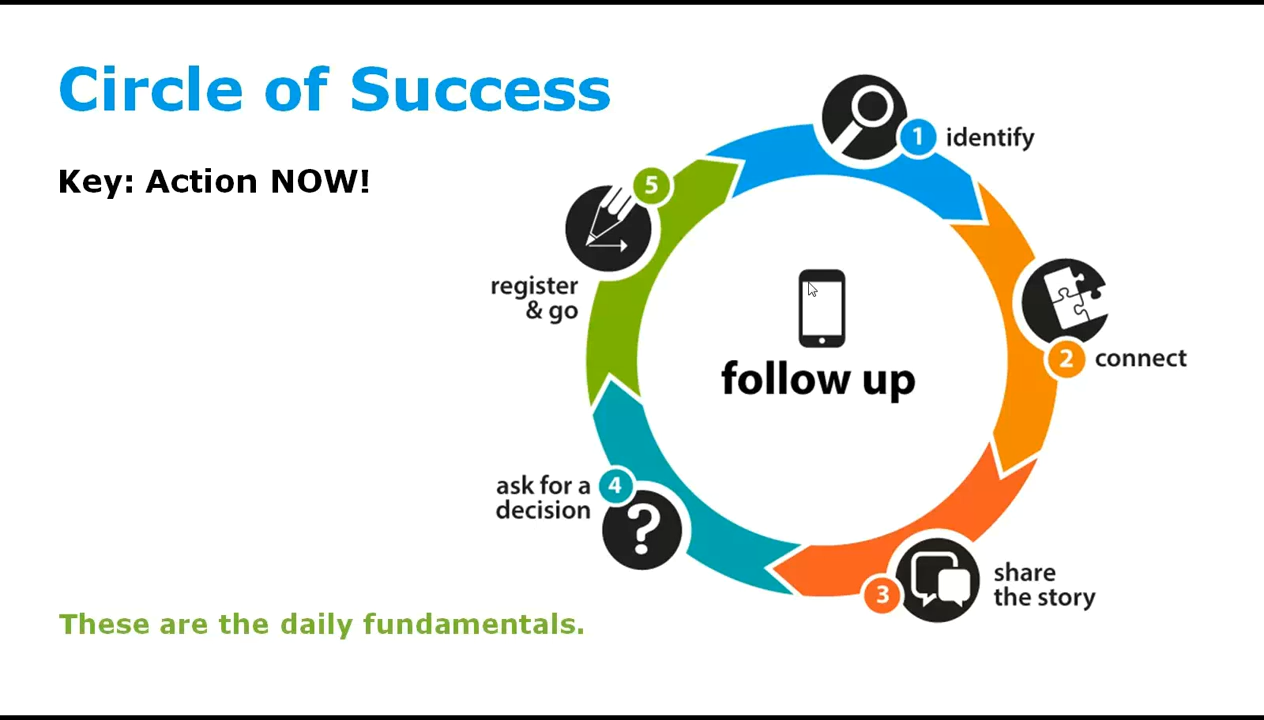 Circle of Success
Key: Action NOW!
1 identify
2 connect
3 share
the story
4 ask for a
decision
5 register
& go
follow up
These are the daily fundamentals.